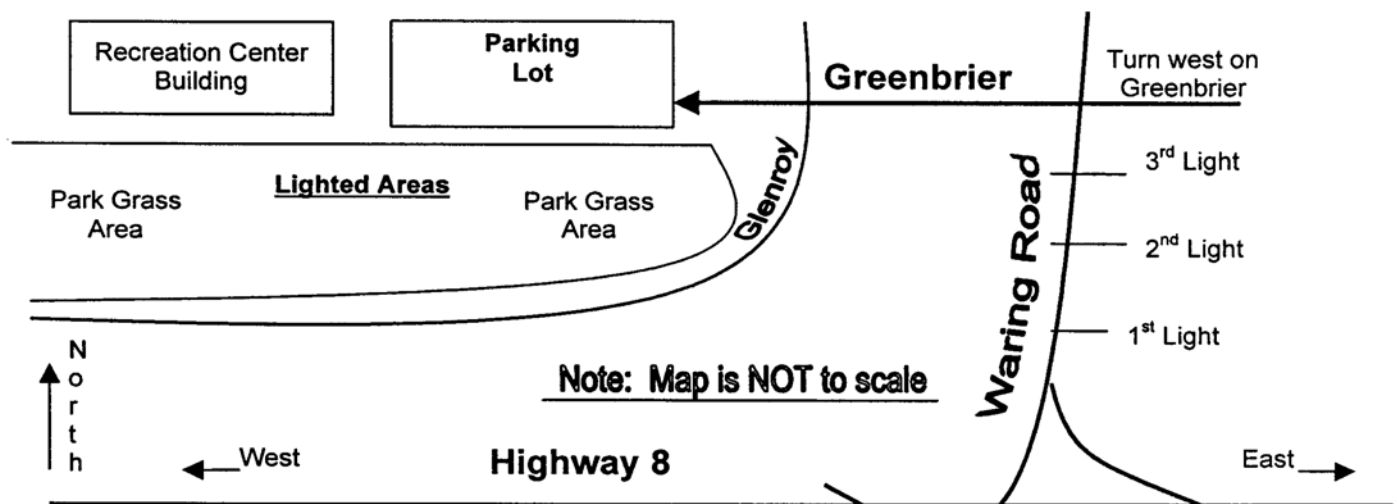 Recreation Center
Building
Parking
Lot
Greenbrier
Turn west on
Greenbrier
3rd Light
Lighted Areas
Park Grass
Area
Park Grass
Area
Glenroy
Waring Road
2nd Light
1st Light
North
Note: Map is NOT to scale
West
Highway 8
East